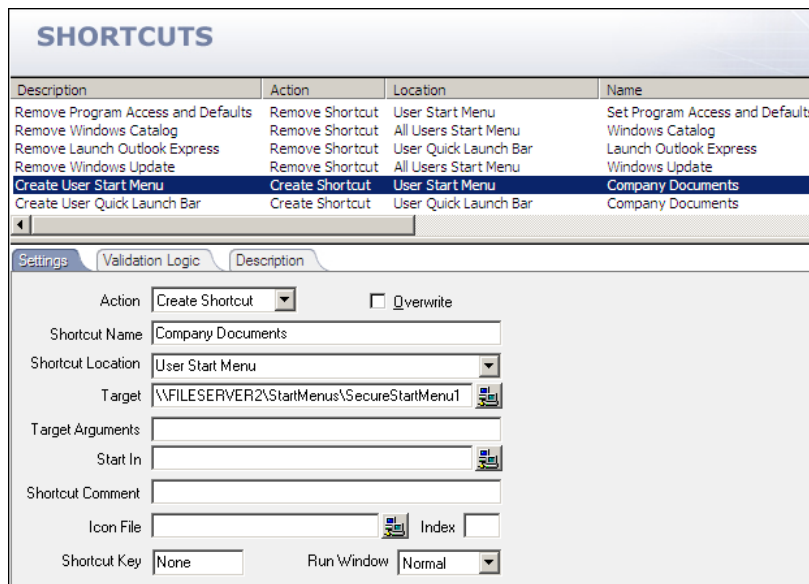 SHORTCUTS
Description Action Location Name
Remove Program Access and Defaults Remove Shortcut User Start Menu Set Program Access and Defaults
Remove Windows Catalog Remove Shortcut All Users Start Menu Windows Catalog
Remove Launch Outlook Express Remove Shortcut User Quick Launch Bar Launch Outlook Express
Remove Windows Update Remove Shortcut All Users Start Menu Windows Update
Create User Start Menu Create Shortcut User Start Menu Company Documents
Create User Quick Launch Bar Create Shortcut User Quick Launch Bar Company Documents
Settings Validation Logic Description
Action Create Shortcut Overwrite
Shortcut Name Company Documents
Shortcut Location User Start Menu
Target \\FILESERVER2\StartMenus\SecureStartMenu1
Target Arguments
Start In
Shortcut Comment
Icon File Index
Shortcut Key None Run Window Normal